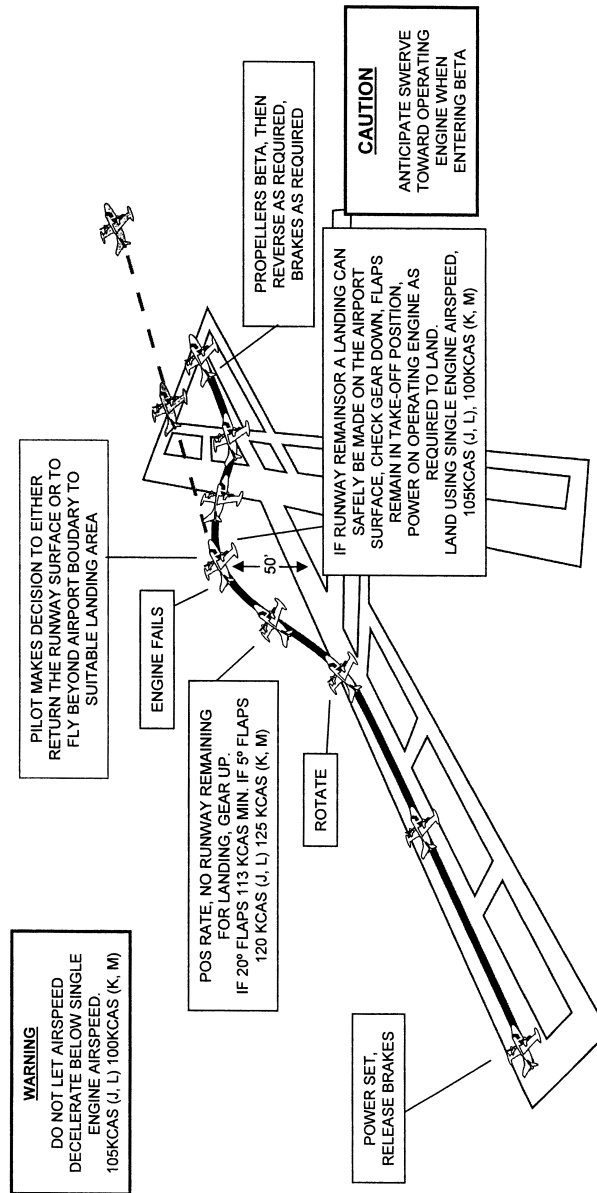 WARNING
DO NOT LET AIRSPEED
DECELERATE BELOW SINGLE
ENGINE AIRSPEED.
105KCAS (J, L) 100KCAS (K, M)
PILOT MAKES DECISION TO EITHER
RETURN THE RUNWAY SURFACE OR TO
FLY BEYOND AIRPORT BOUDARY TO
SUITABLE LANDING AREA
ENGINE FAILS
POS RATE, NO RUNWAY REMAINING
FOR LANDING, GEAR UP.
IF 20º FLAPS 113 KCAS MIN. IF 5º FLAPS
120 KCAS (J, L) 125 KCAS (K, M)
ROTATE
POWER SET,
RELEASE BRAKES
50'
PROPELLERS BETA, THEN
REVERSE AS REQUIRED,
BRAKES AS REQUIRED
IF RUNWAY REMAINSOR A LANDING CAN
SAFELY BE MADE ON THE AIRPORT
SURFACE, CHECK GEAR DOWN, FLAPS
REMAIN IN TAKE-OFF POSITION,
POWER ON OPERATING ENGINE AS
REQUIRED TO LAND.
LAND USING SINGLE ENGINE AIRSPEED,
105KCAS (J, L), 100KCAS (K, M)
CAUTION
ANTICIPATE SWERVE
TOWARD OPERATING
ENGINE WHEN
ENTERING BETA